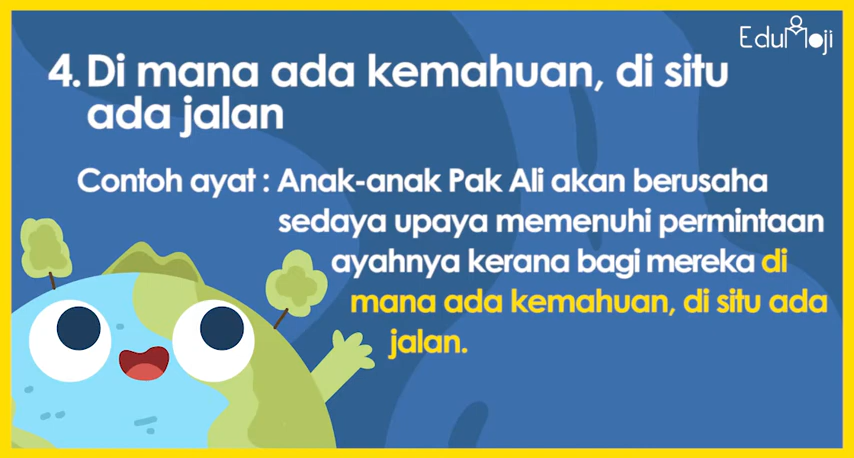 EduMoji
4. Di mana ada kemahuan, di situ
ada jalan
Contoh ayat : Anak-anak Pak Ali akan berusaha
sedaya upaya memenuhi permintaan
ayahnya kerana bagi mereka di
mana ada kemahuan, di situ ada
jalan.